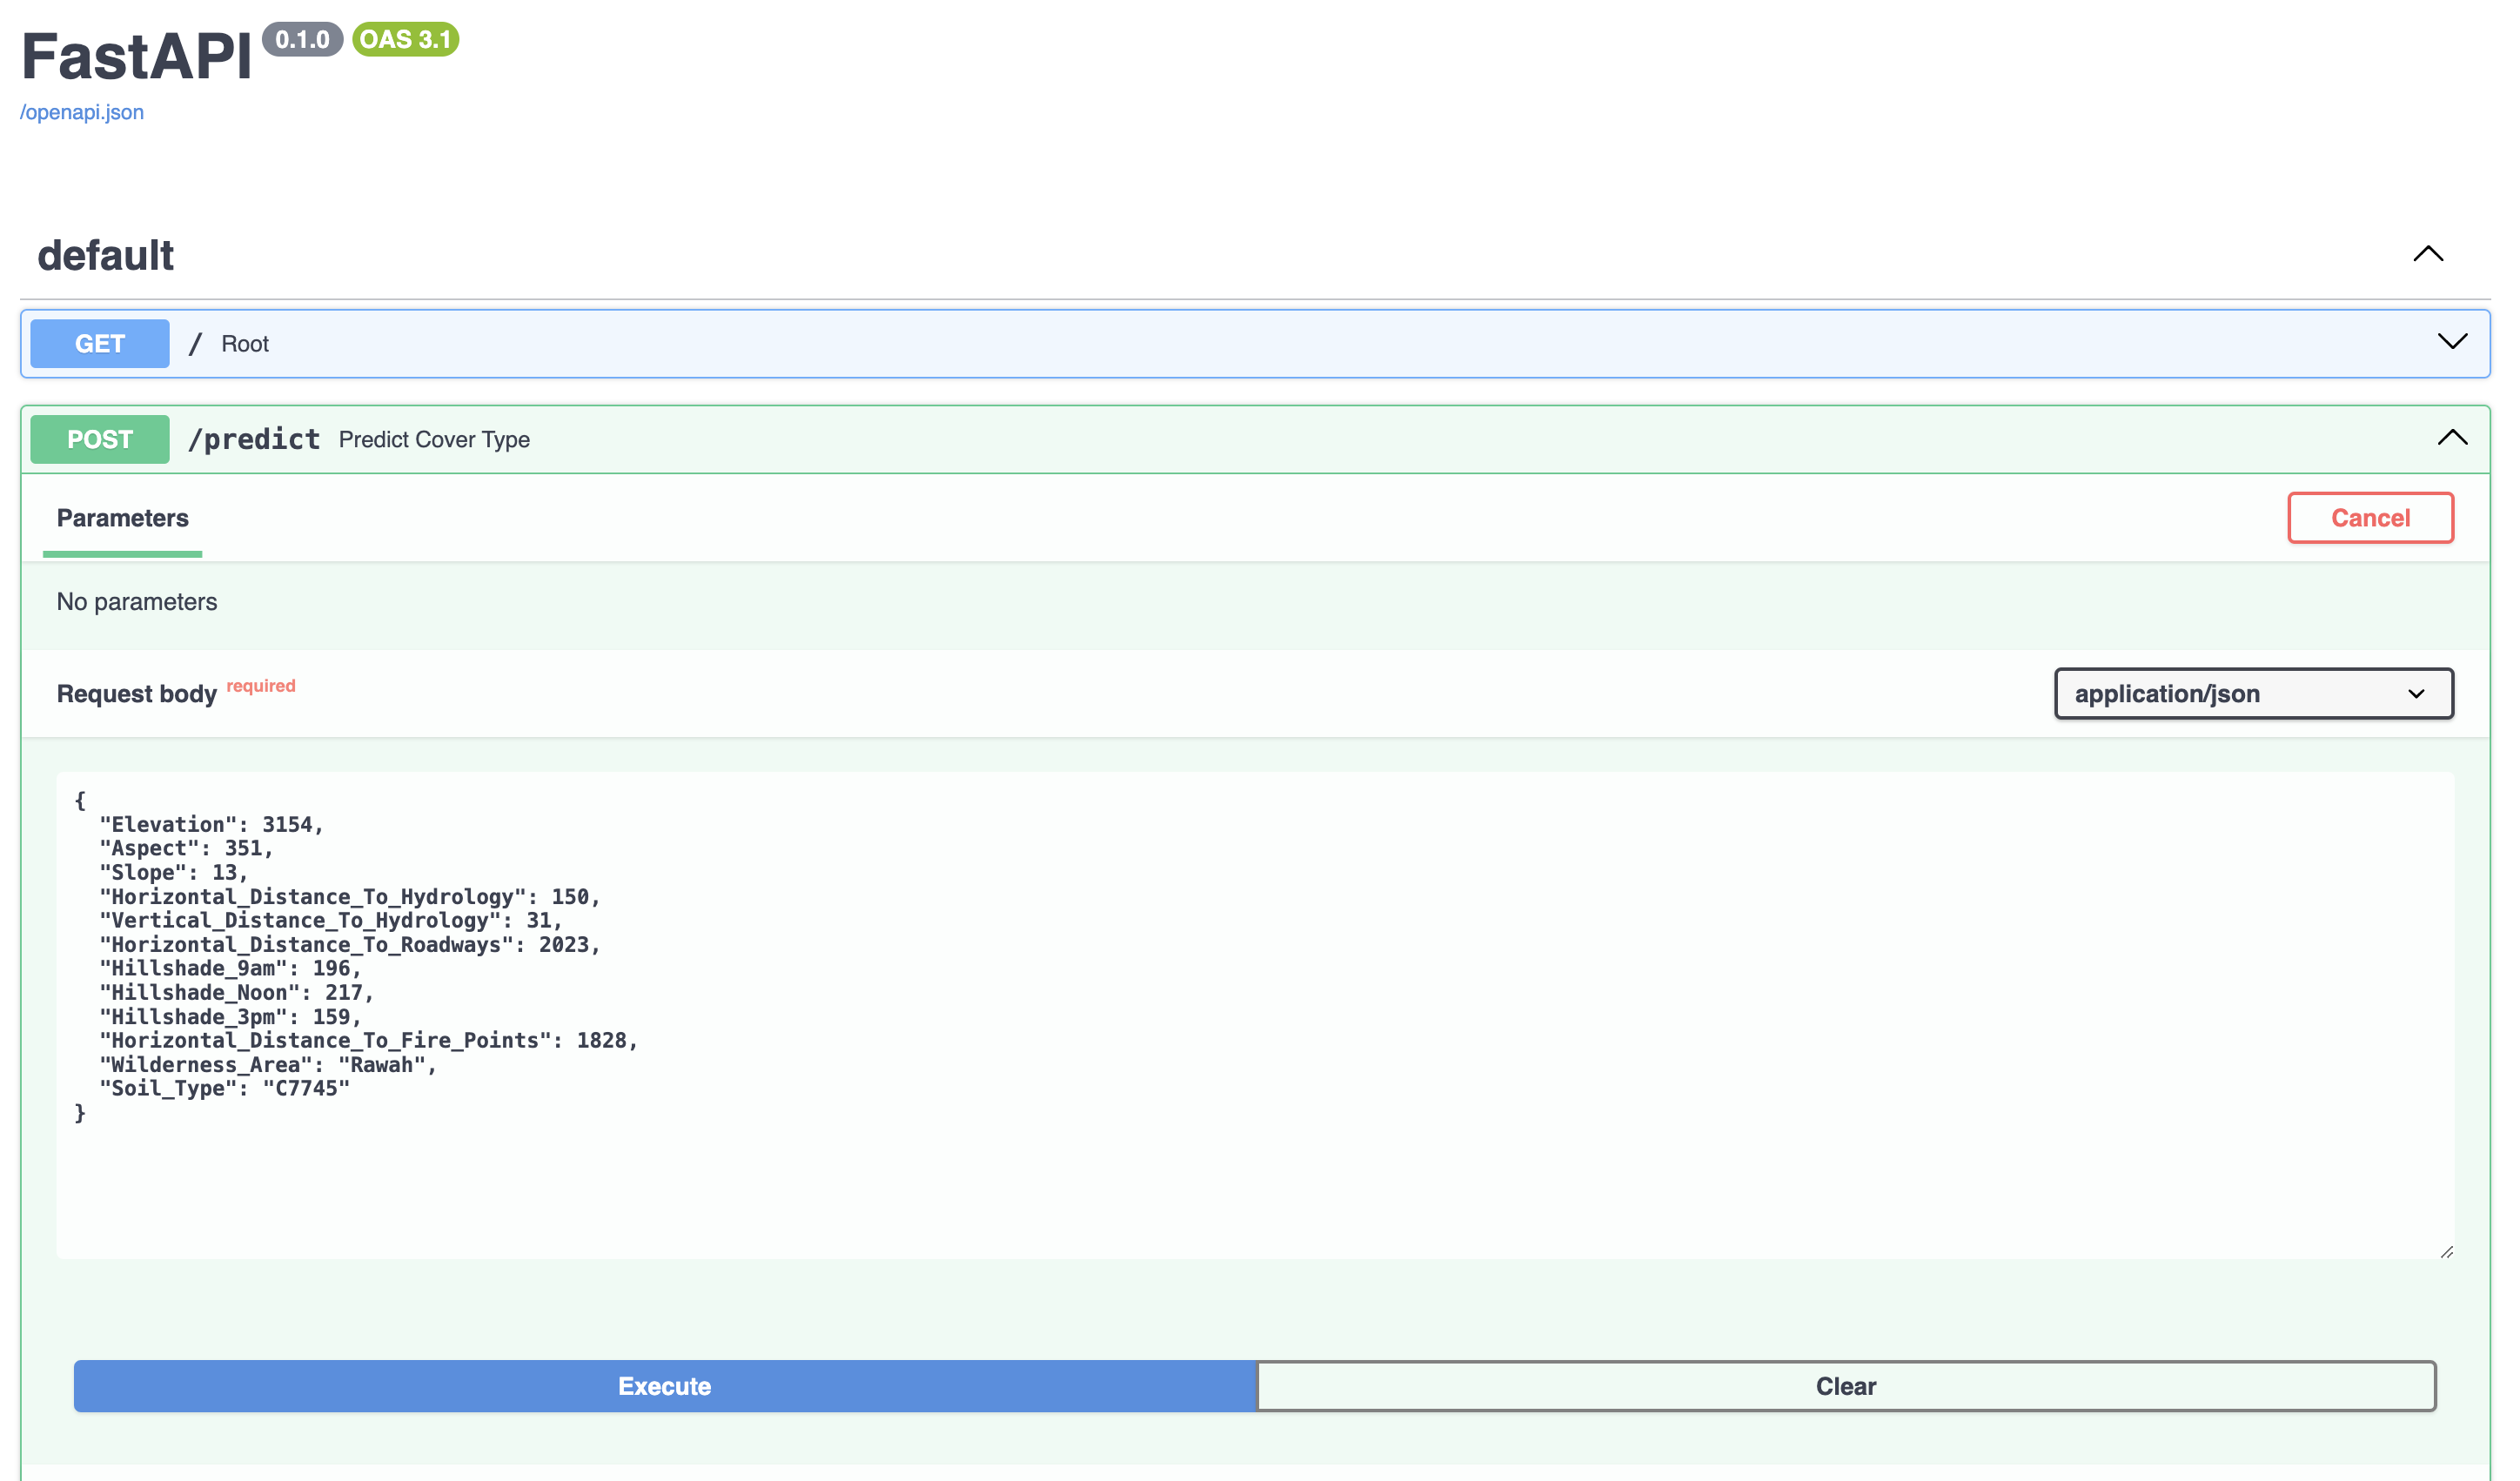 FastAPI 0.1.0 OAS 3.1
/openapi.json
default
GET / Root
POST /predict Predict Cover Type
Parameters Cancel
No parameters
Request body required application/json
{
  "Elevation": 3154,
  "Aspect": 351,
  "Slope": 13,
  "Horizontal_Distance_To_Hydrology": 150,
  "Vertical_Distance_To_Hydrology": 31,
  "Horizontal_Distance_To_Roadways": 2023,
  "Hillshade_9am": 196,
  "Hillshade_Noon": 217,
  "Hillshade_3pm": 159,
  "Horizontal_Distance_To_Fire_Points": 1828,
  "Wilderness_Area": "Rawah",
  "Soil_Type": "C7745"
}
Execute Clear